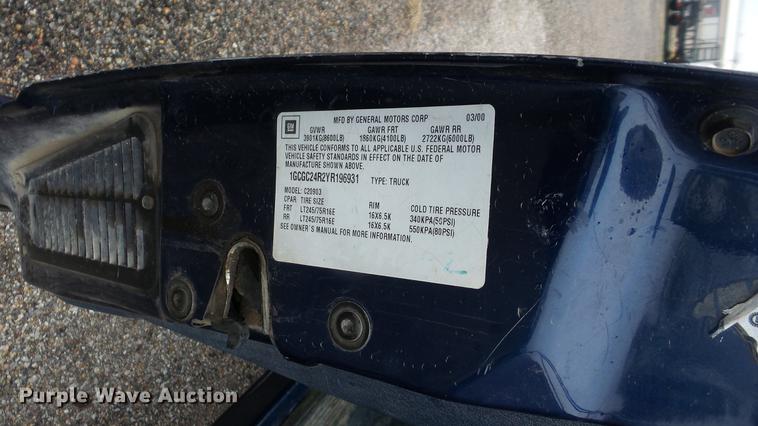 GM
MFD BY GENERAL MOTORS CORP 03/00
GVWR GAWR FRT GAWR RR
3901KG(8600LB) 1860KG(4100LB) 2722KG(6000LB)
THIS VEHICLE CONFORMS TO ALL APPLICABLE U.S. FEDERAL MOTOR
VEHICLE SAFETY STANDARDS IN EFFECT ON THE DATE OF
MANUFACTURE SHOWN ABOVE.
1GCGC24R2YR196931 TYPE: TRUCK
MODEL: C20903
CPAR TIRE SIZE RIM COLD TIRE PRESSURE
FRT LT245/75R16E 16X6.5K 340KPA(50PSI)
RR LT245/75R16E 16X6.5K 550KPA(80PSI)
SEE OWNER'S MANUAL FOR MORE INFORMATION.
Purple Wave Auction